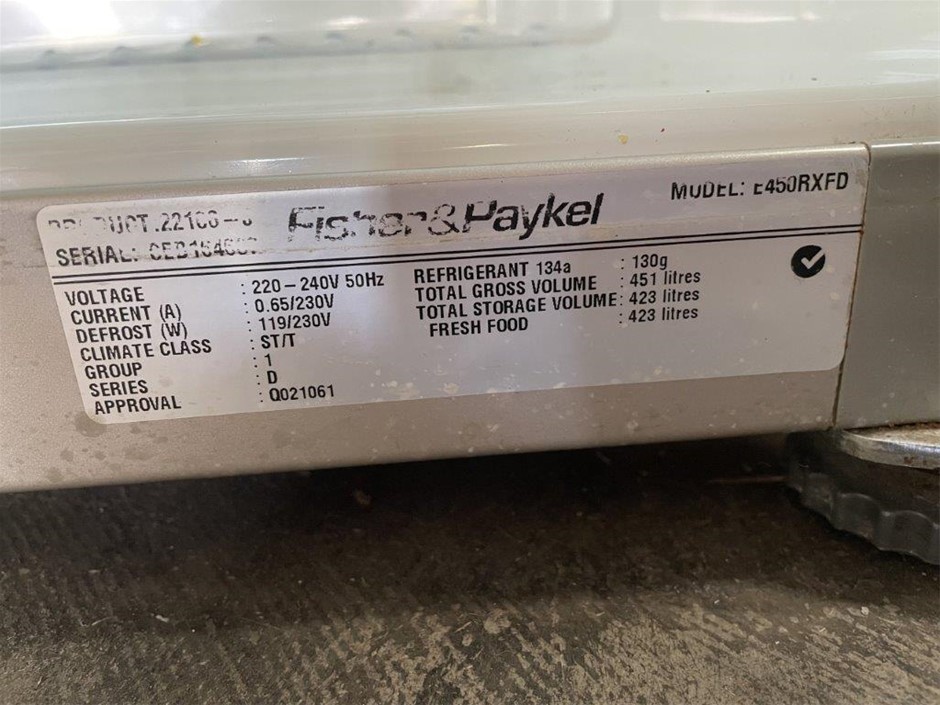 Fisher&Paykel
MODEL: E450RXFD
SERIAL:
VOLTAGE : 220-240V 50Hz
CURRENT (A) : 0.65/230V
DEFROST (W) : 119/230V
CLIMATE CLASS : ST/T
GROUP : 1
SERIES : D
APPROVAL : Q021061
REFRIGERANT 134a : 130g
TOTAL GROSS VOLUME : 451 litres
TOTAL STORAGE VOLUME : 423 litres
FRESH FOOD : 423 litres